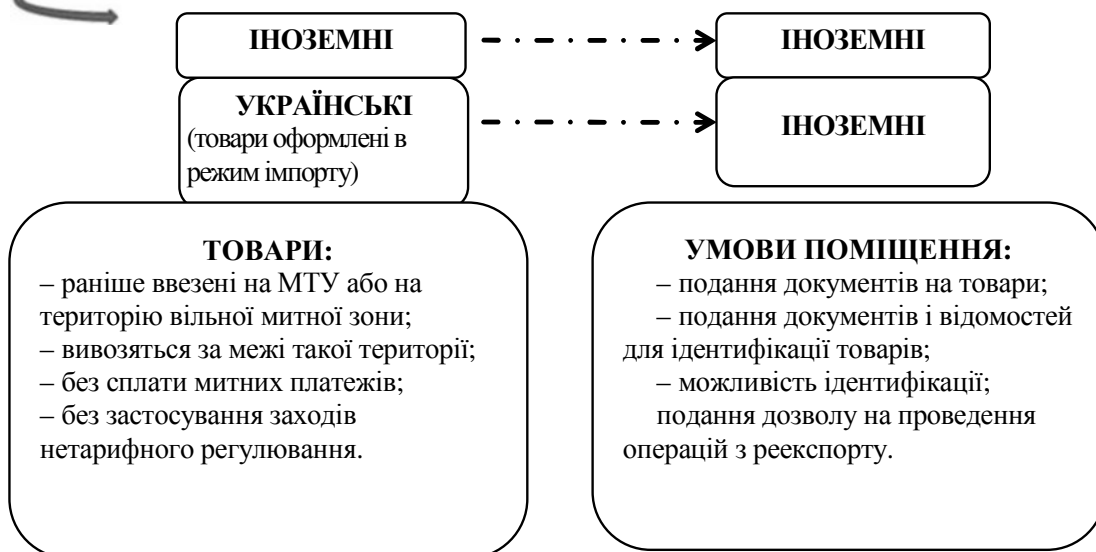 ІНОЗЕМНІ
ІНОЗЕМНІ
УКРАЇНСЬКІ
(товари оформлені в
режим імпорту)
ІНОЗЕМНІ
ТОВАРИ:
– раніше ввезені на МТУ або на
територію вільної митної зони;
– вивозяться за межі такої території;
– без сплати митних платежів;
– без застосування заходів
нетарифного регулювання.
УМОВИ ПОМІЩЕННЯ:
– подання документів на товари;
– подання документів і відомостей
для ідентифікації товарів;
– можливість ідентифікації;
подання дозволу на проведення
операцій з реекспорту.